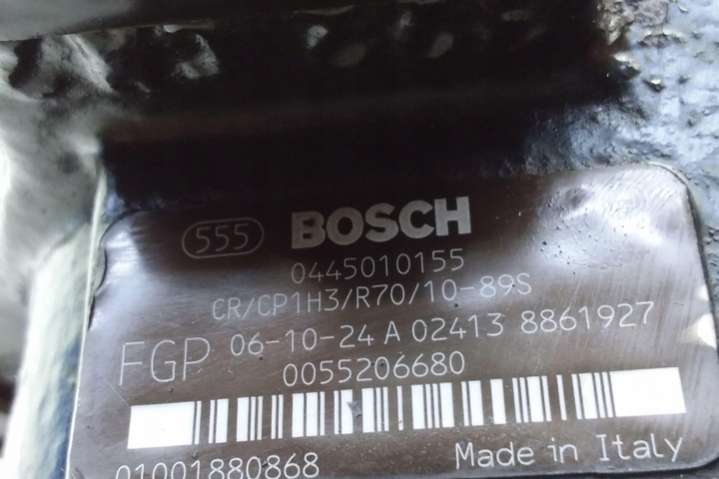 555 BOSCH
0445010155
CR/CP1H3/R70/10-89S
FGP 06-10-24 A 02413 8861927
0055206680
01001880868 Made in Italy